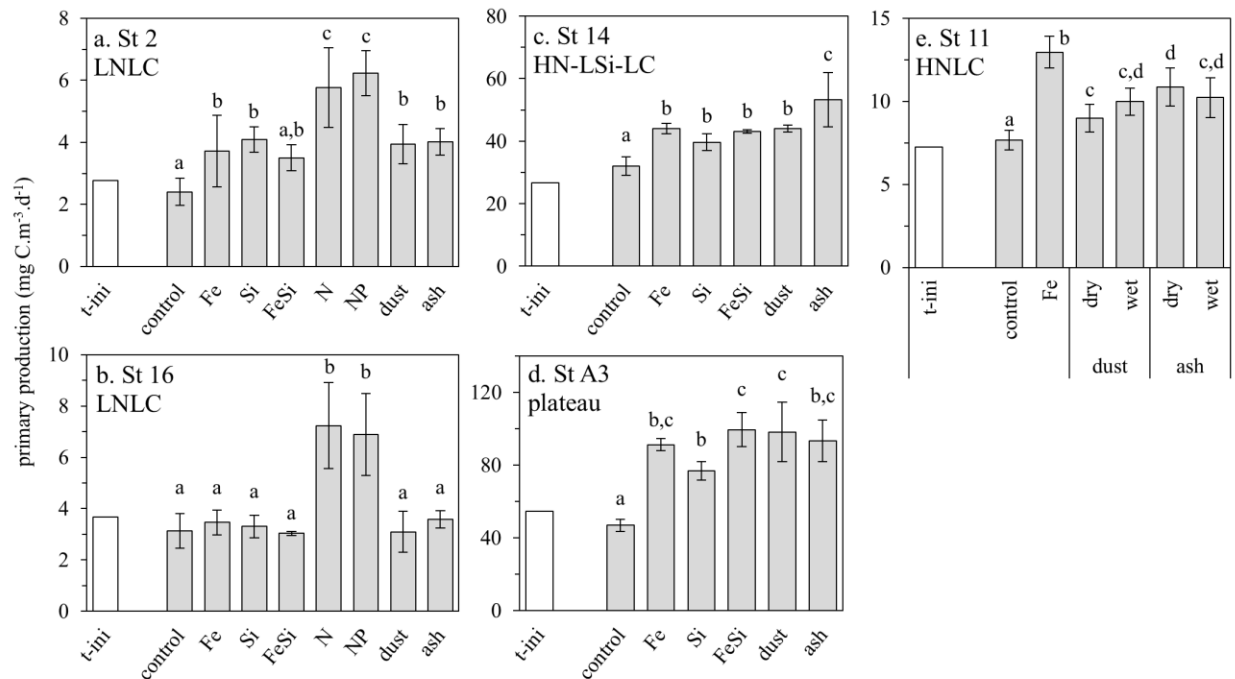 primary production (mg C.m⁻³.d⁻¹)
a. St 2
LNLC
8
6
4
2
0
a
b
b
a,b
c
c
b
b
t-ini
control
Fe
Si
FeSi
N
NP
dust
ash
c. St 14
HN-LSi-LC
80
60
40
20
0
a
b
b
b
b
c
t-ini
control
Fe
Si
FeSi
dust
ash
e. St 11
HNLC
15
13
10
8
5
3
0
a
b
c
c,d
d
c,d
t-ini
control
Fe
dry
wet
dry
wet
dust
ash
b. St 16
LNLC
10
8
6
4
2
0
a
a
a
a
b
b
a
a
t-ini
control
Fe
Si
FeSi
N
NP
dust
ash
d. St A3
plateau
120
80
40
0
a
b,c
b
c
c
b,c
t-ini
control
Fe
Si
FeSi
dust
ash